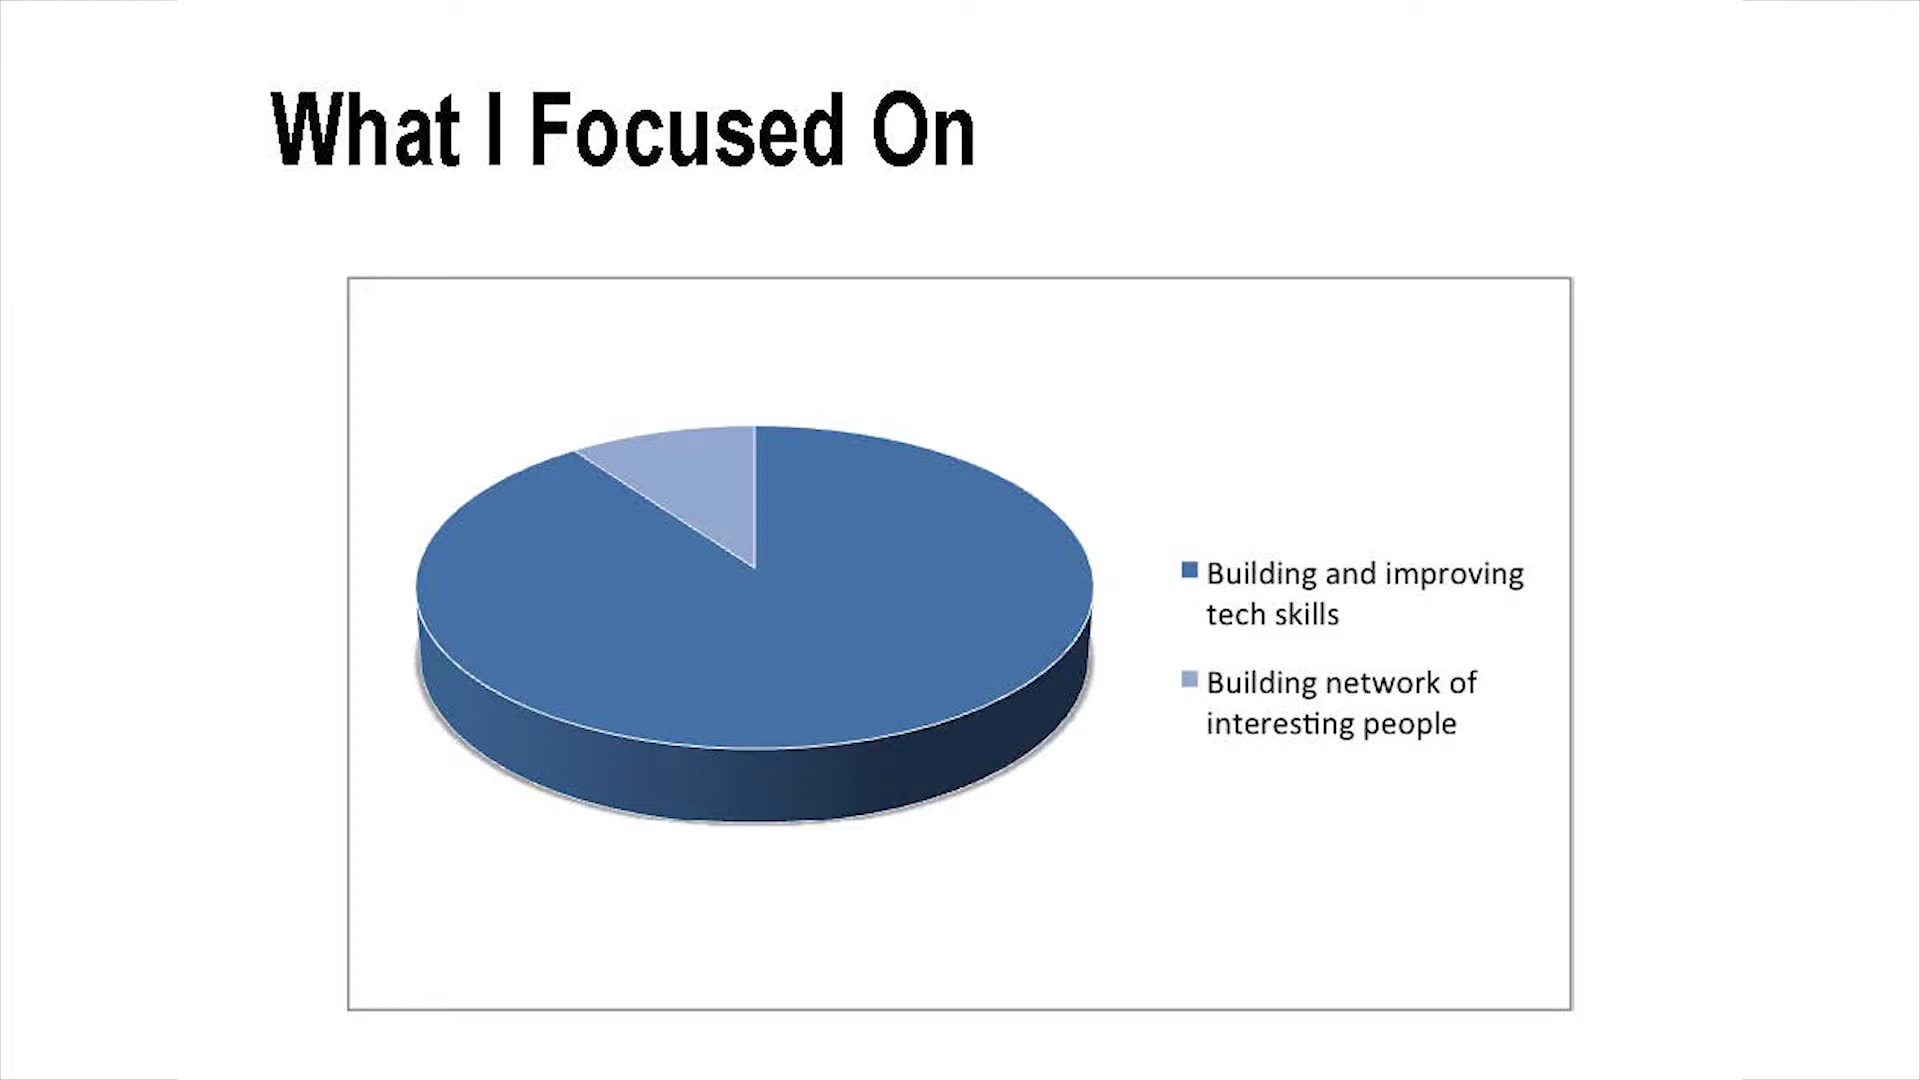 What I Focused On
Building and improving
tech skills
Building network of
interesting people